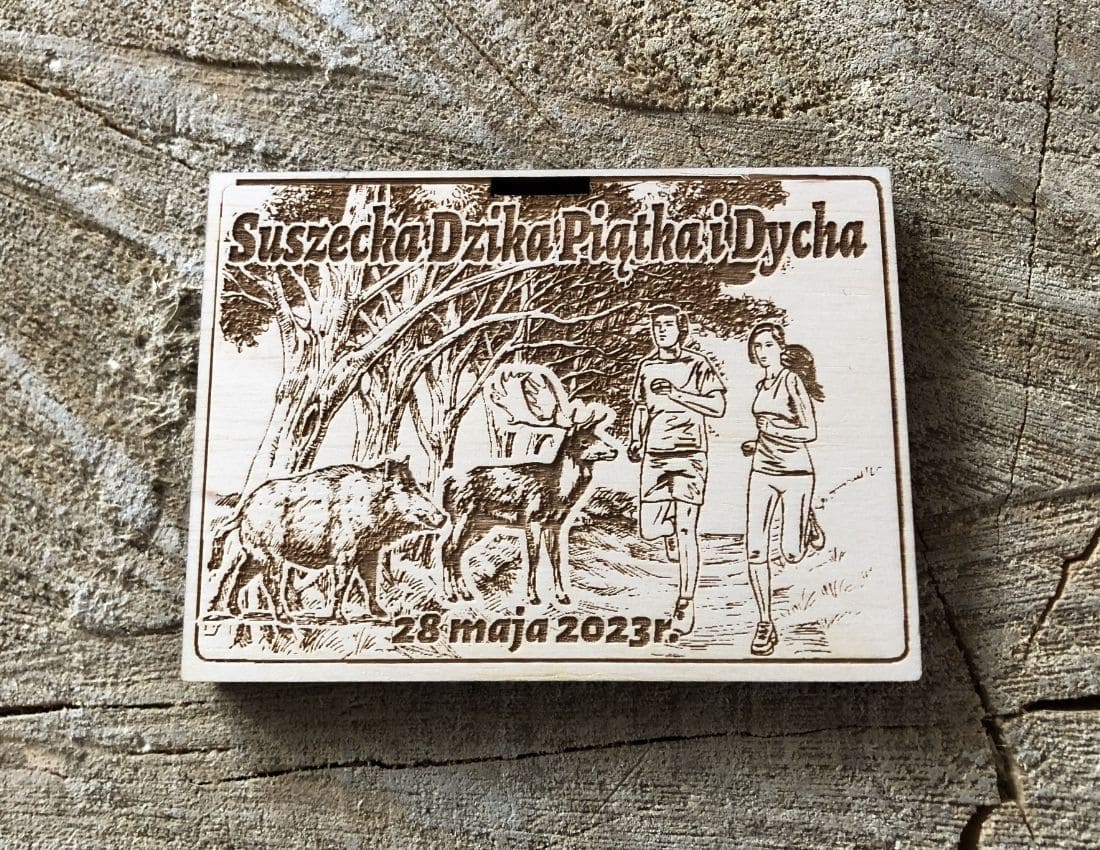 Suszecka Dzika Piątka i Dycha
28 maja 2023r.